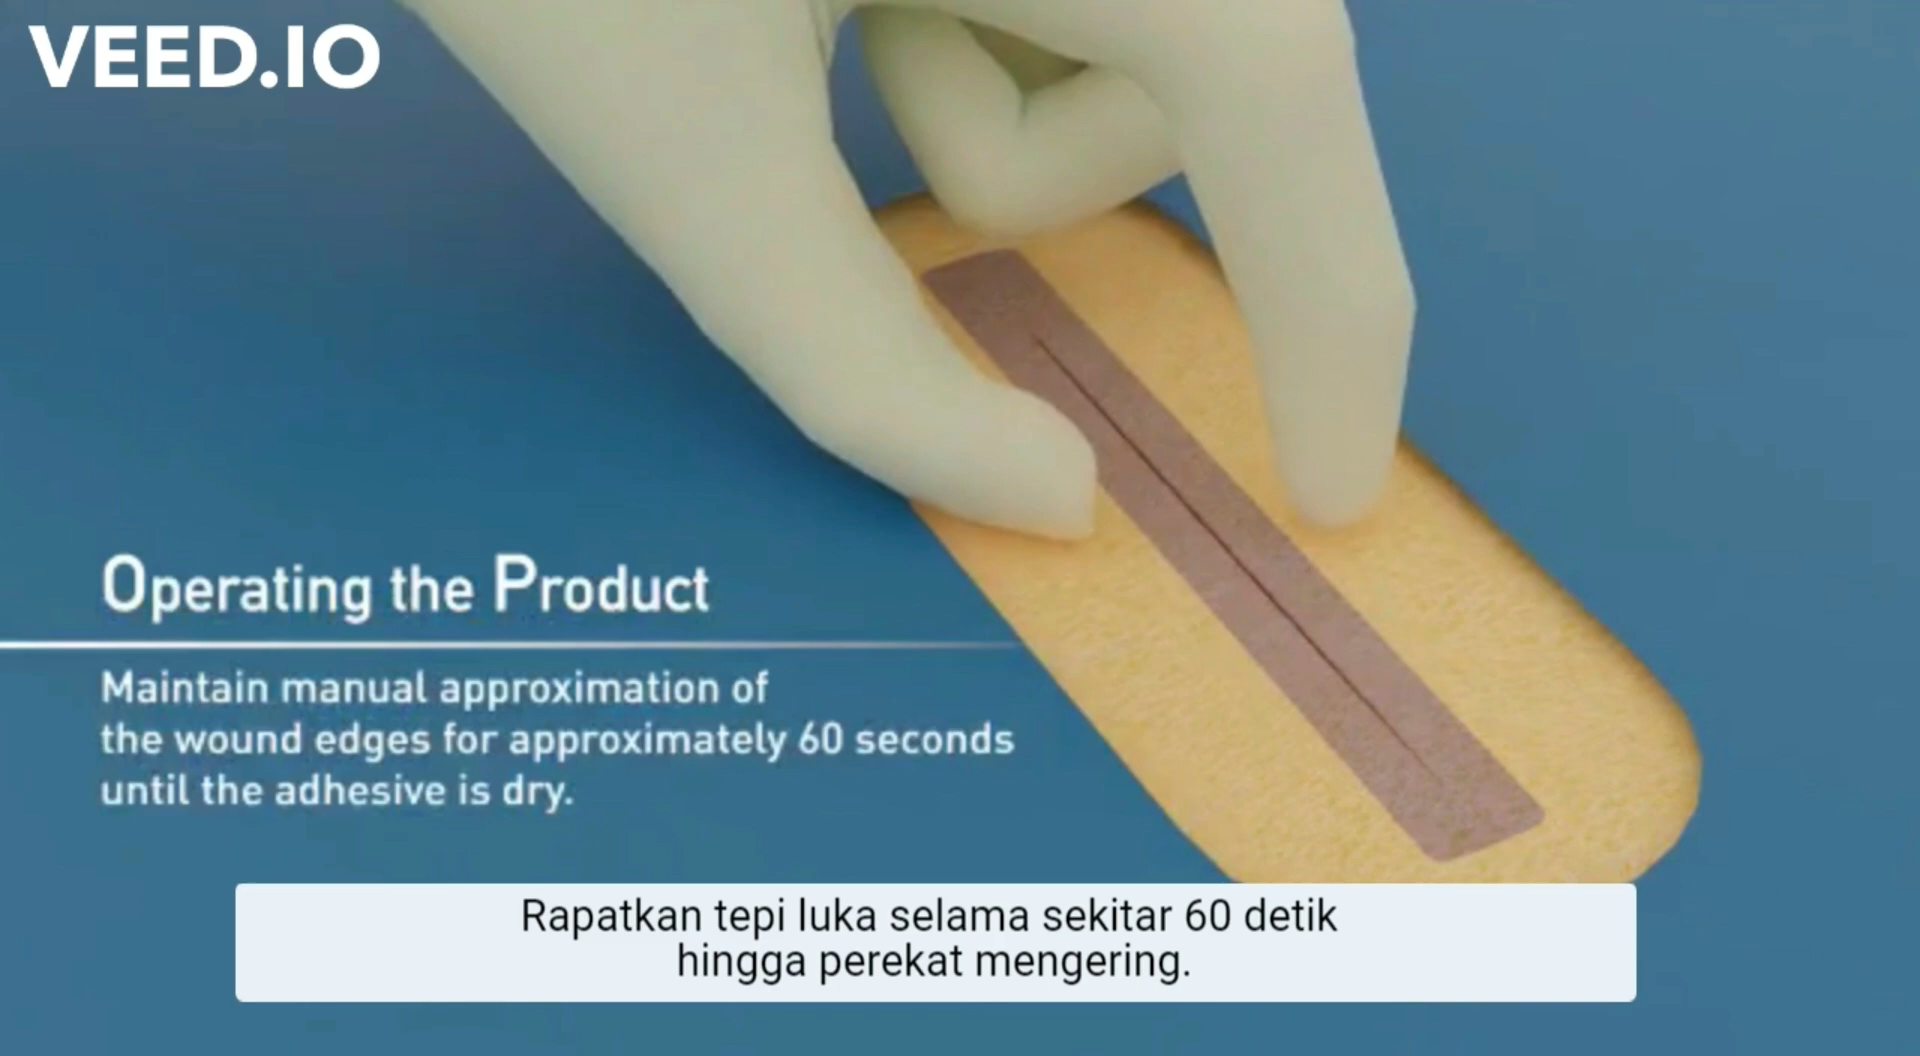 VEED.IO
Operating the Product
Maintain manual approximation of
the wound edges for approximately 60 seconds
until the adhesive is dry.
Rapatkan tepi luka selama sekitar 60 detik
hingga perekat mengering.